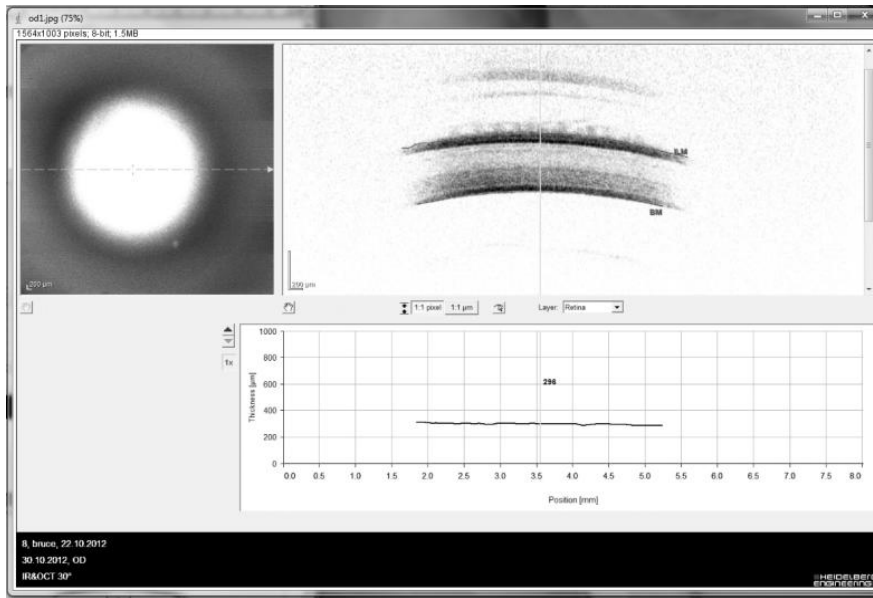 od1.jpg (75%)
1564x1003 pixels; 8-bit; 1.5MB
ILM
BM
200 µm
200 µm
1:1 pixel 1:1 µm Layer: Retina
1x
Thickness [µm]
1000
800
600
400
200
0
296
0.0 0.5 1.0 1.5 2.0 2.5 3.0 3.5 4.0 4.5 5.0 5.5 6.0 6.5 7.0 7.5 8.0
Position [mm]
8, bruce, 22.10.2012
30.10.2012, OD
IR&OCT 30°
HEIDELBERG
ENGINEERING